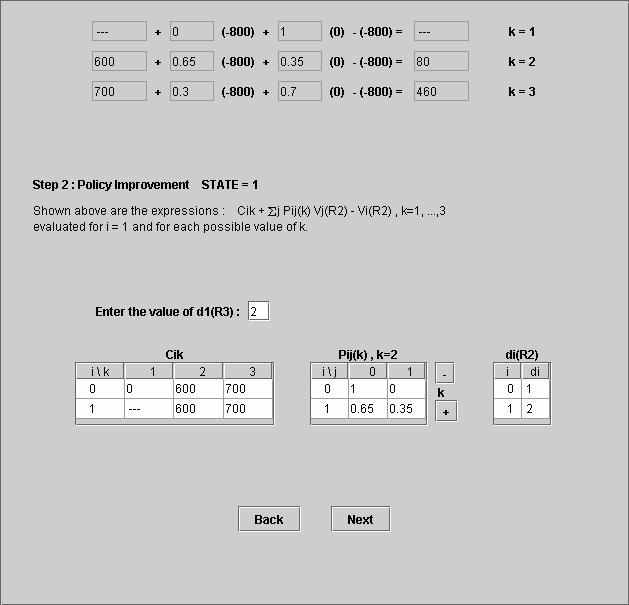 --- + 0 (-800) + 1 (0) - (-800) = --- k = 1
600 + 0.65 (-800) + 0.35 (0) - (-800) = 80 k = 2
700 + 0.3 (-800) + 0.7 (0) - (-800) = 460 k = 3
Step 2 : Policy Improvement STATE = 1
Shown above are the expressions : Cik + Σj Pij(k) Vj(R2) - Vi(R2) , k=1, ...,3
evaluated for i = 1 and for each possible value of k.
Enter the value of d1(R3) : 2
Cik Pij(k) , k=2 di(R2)
i \ k 1 2 3 i \ j 0 1 - i di
0 0 600 700 0 1 0 k 0 1
1 --- 600 700 1 0.65 0.35 + 1 2
Back Next